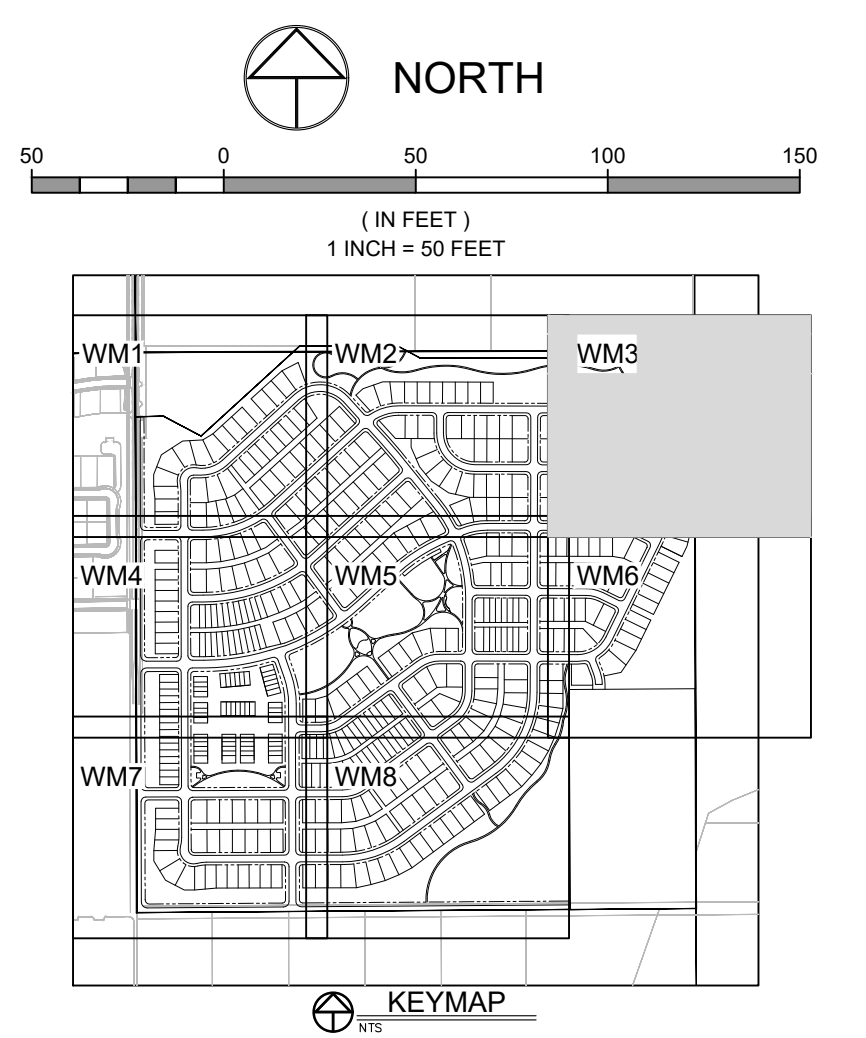 NORTH
50 0 50 100 150
( IN FEET )
1 INCH = 50 FEET
WM1 WM2 WM3
WM4 WM5 WM6
WM7 WM8
KEYMAP
NTS